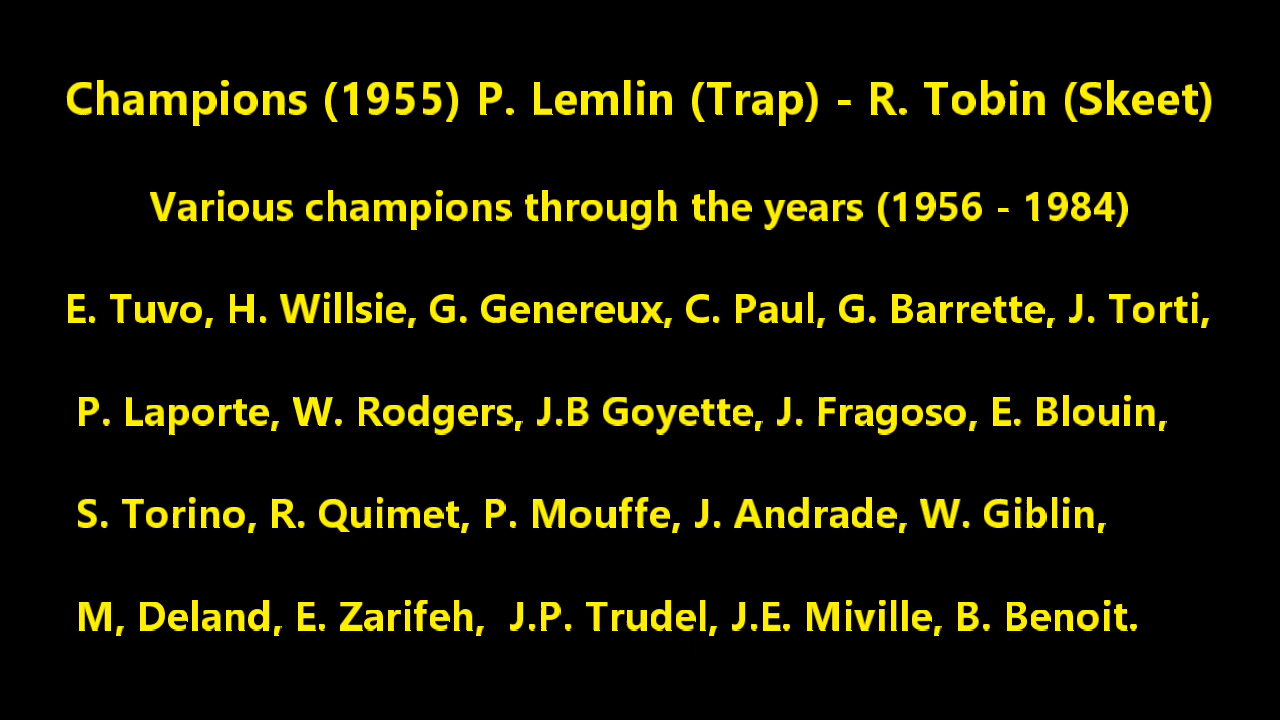 Champions (1955) P. Lemlin (Trap) - R. Tobin (Skeet)
Various champions through the years (1956 - 1984)
E. Tuvo, H. Willsie, G. Genereux, C. Paul, G. Barrette, J. Torti,
P. Laporte, W. Rodgers, J.B Goyette, J. Fragoso, E. Blouin,
S. Torino, R. Quimet, P. Mouffe, J. Andrade, W. Giblin,
M, Deland, E. Zarifeh,  J.P. Trudel, J.E. Miville, B. Benoit.